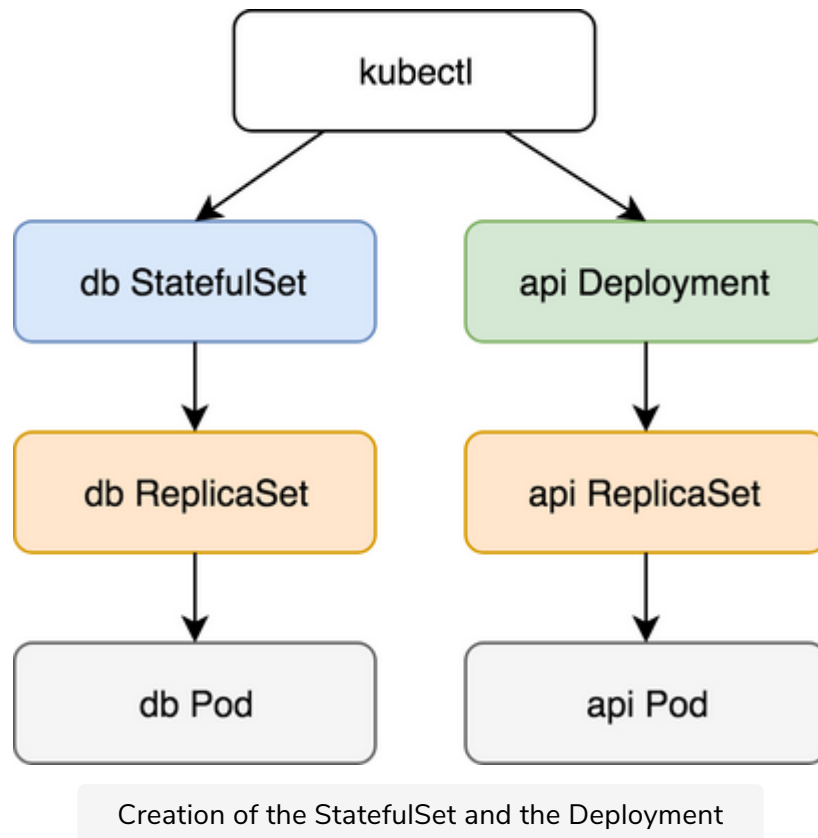 kubectl
db StatefulSet
api Deployment
db ReplicaSet
api ReplicaSet
db Pod
api Pod
Creation of the StatefulSet and the Deployment